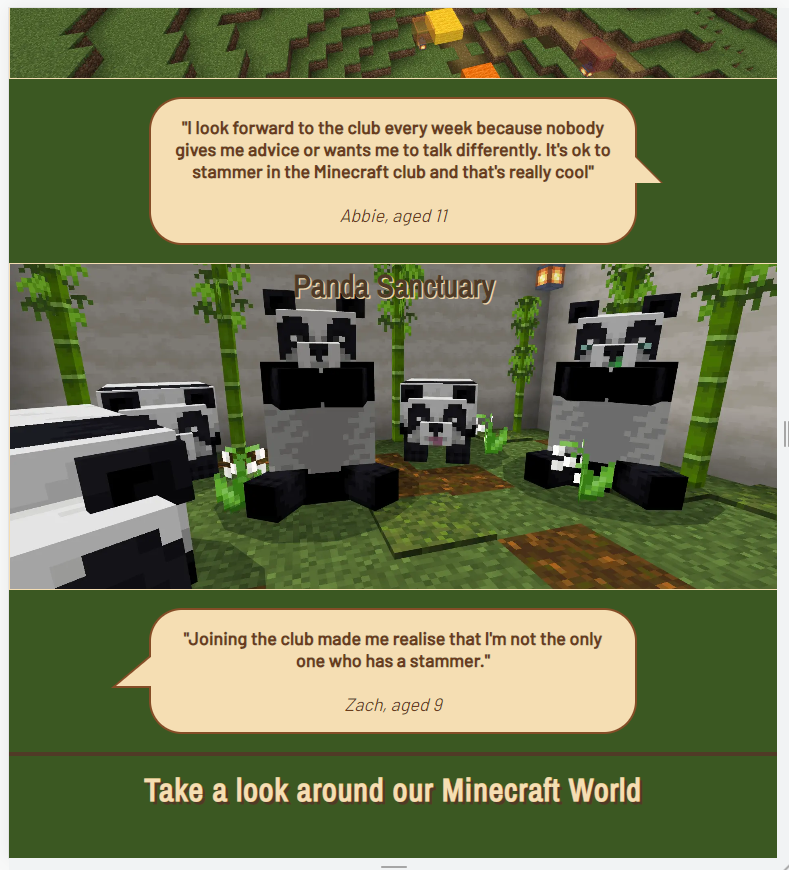 "I look forward to the club every week because nobody
gives me advice or wants me to talk differently. It's ok to
stammer in the Minecraft club and that's really cool"
Abbie, aged 11
Panda Sanctuary
"Joining the club made me realise that I'm not the only
one who has a stammer."
Zach, aged 9
Take a look around our Minecraft World